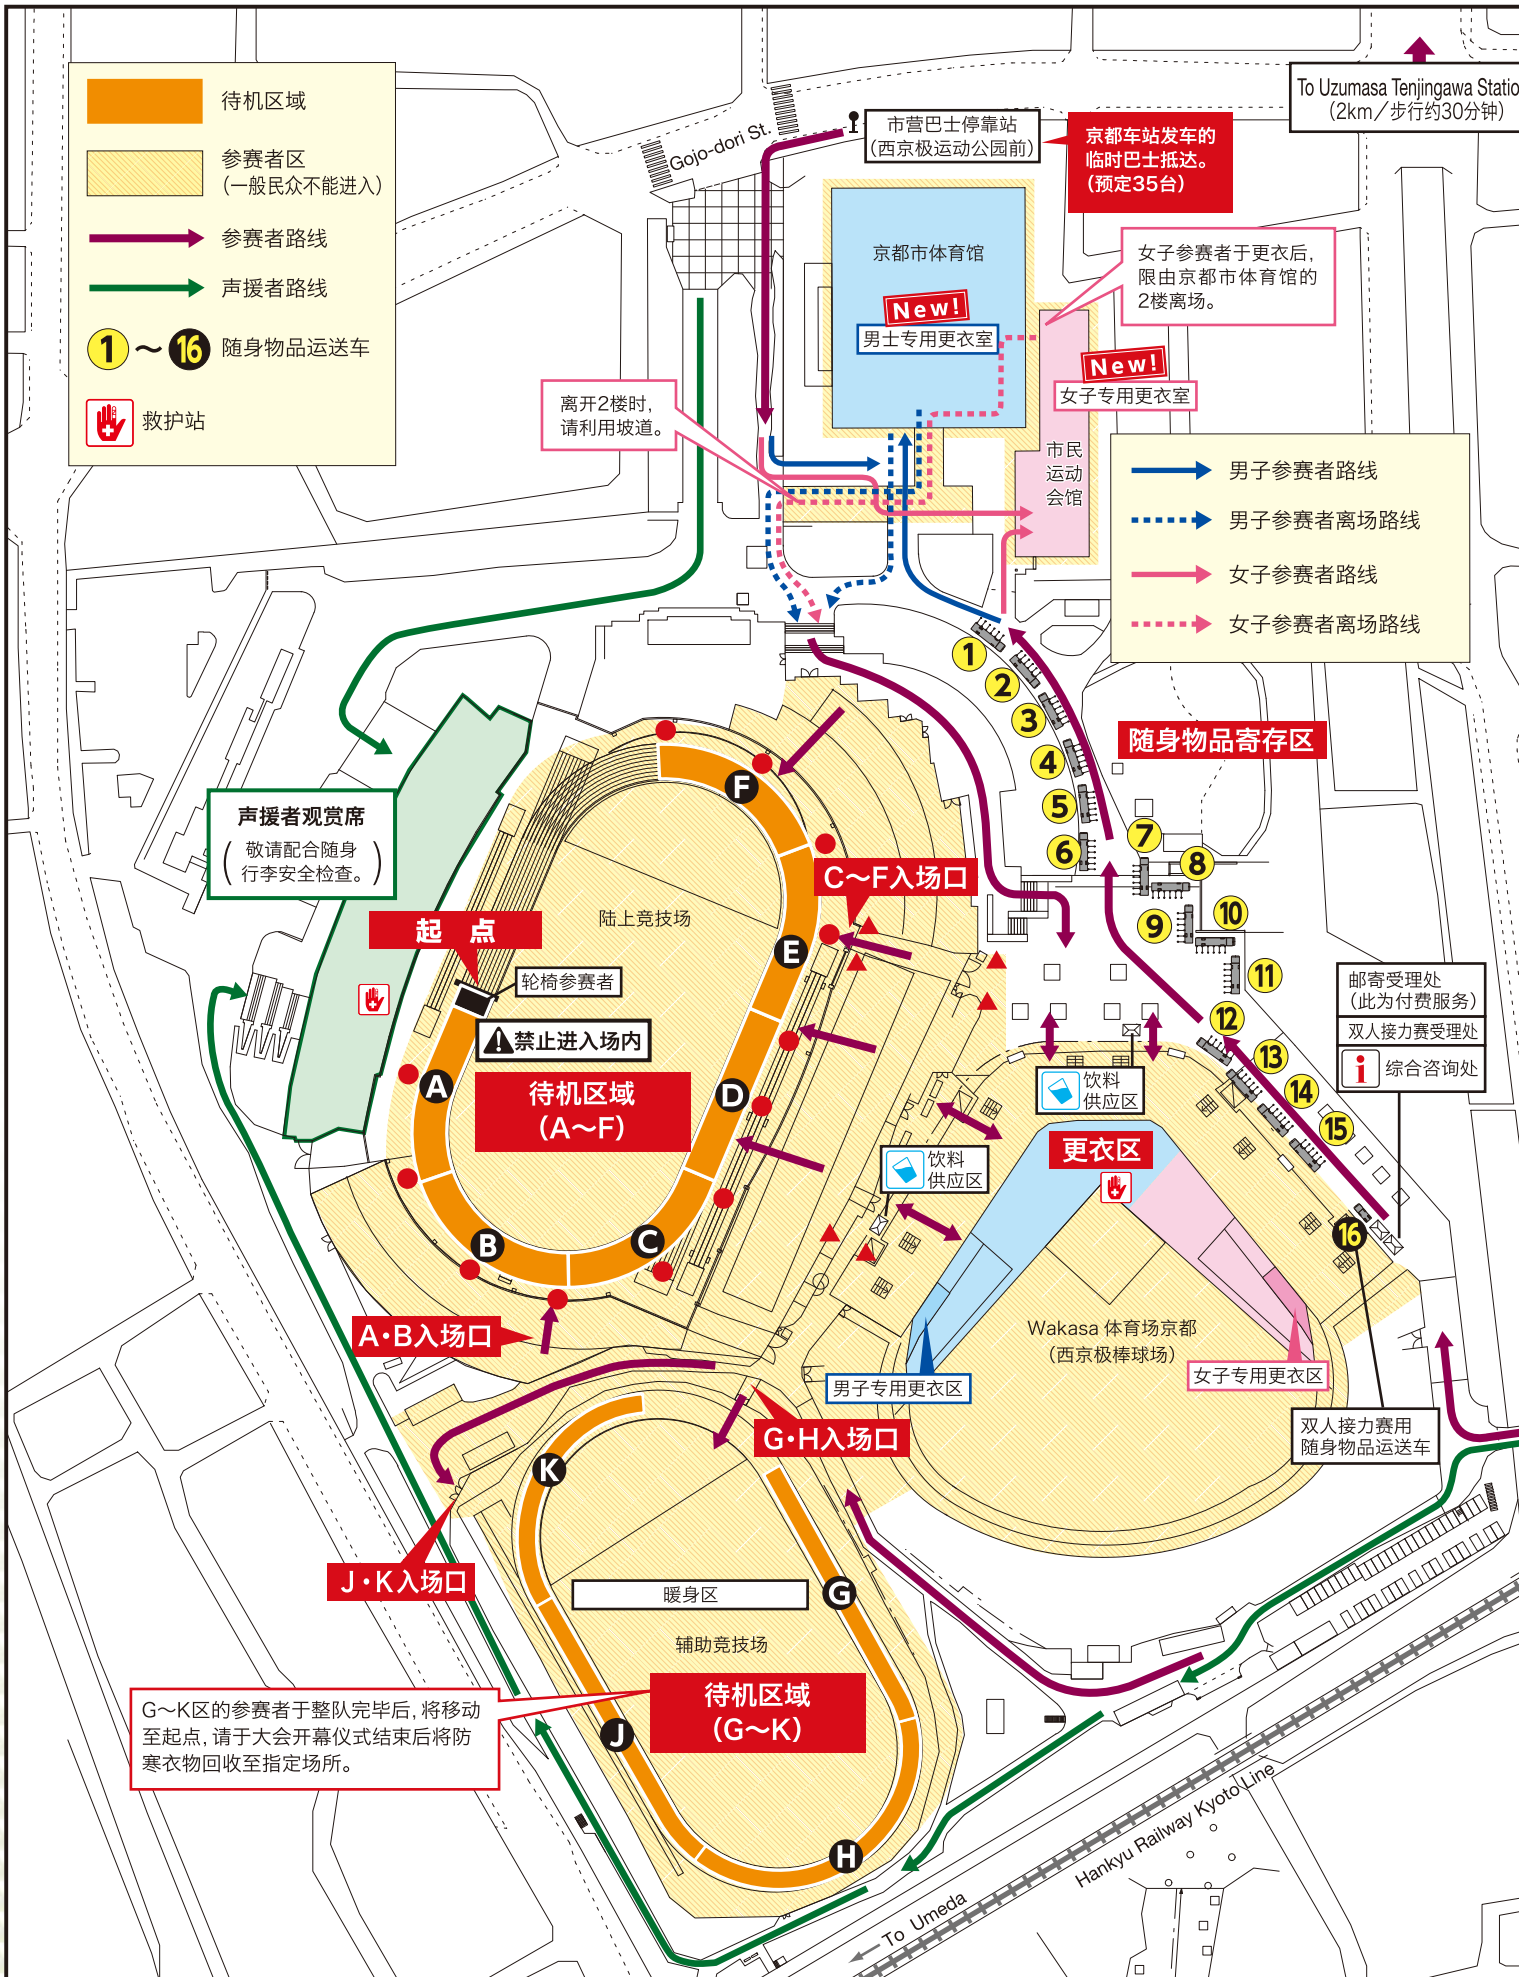 待机区域
参赛者区
(一般民众不能进入)
参赛者路线
声援者路线
1～16 随身物品运送车
救护站
Gojo-dori St.
市营巴士停靠站
(西京极运动公园前)
京都车站发车的
临时巴士抵达。
(预定35台)
To Uzumasa Tenjingawa Statio
(2km／步行约30分钟)
京都市体育馆
New!
男士专用更衣室
女子参赛者于更衣后,
限由京都市体育馆的
2楼离场。
New!
女子专用更衣室
市民
运动
会馆
离开2楼时,
请利用坡道。
男子参赛者路线
男子参赛者离场路线
女子参赛者路线
女子参赛者离场路线
1
2
3
4
5
6
7
8
9
10
11
12
13
14
15
16
随身物品寄存区
声援者观赏席
(敬请配合随身
行李安全检查。)
起 点
轮椅参赛者
禁止进入场内
待机区域
(A～F)
陆上竞技场
F
E
D
C
B
A
C～F入场口
A・B入场口
邮寄受理处
(此为付费服务)
双人接力赛受理处
i 综合咨询处
饮料
供应区
饮料
供应区
更衣区
Wakasa 体育场京都
(西京极棒球场)
男子专用更衣区
女子专用更衣区
双人接力赛用
随身物品运送车
G・H入场口
J・K入场口
K
G
J
H
暖身区
辅助竞技场
待机区域
(G～K)
G～K区的参赛者于整队完毕后, 将移动
至起点, 请于大会开幕仪式结束后将防
寒衣物回收至指定场所。
Hankyu Railway Kyoto Line
To Umeda